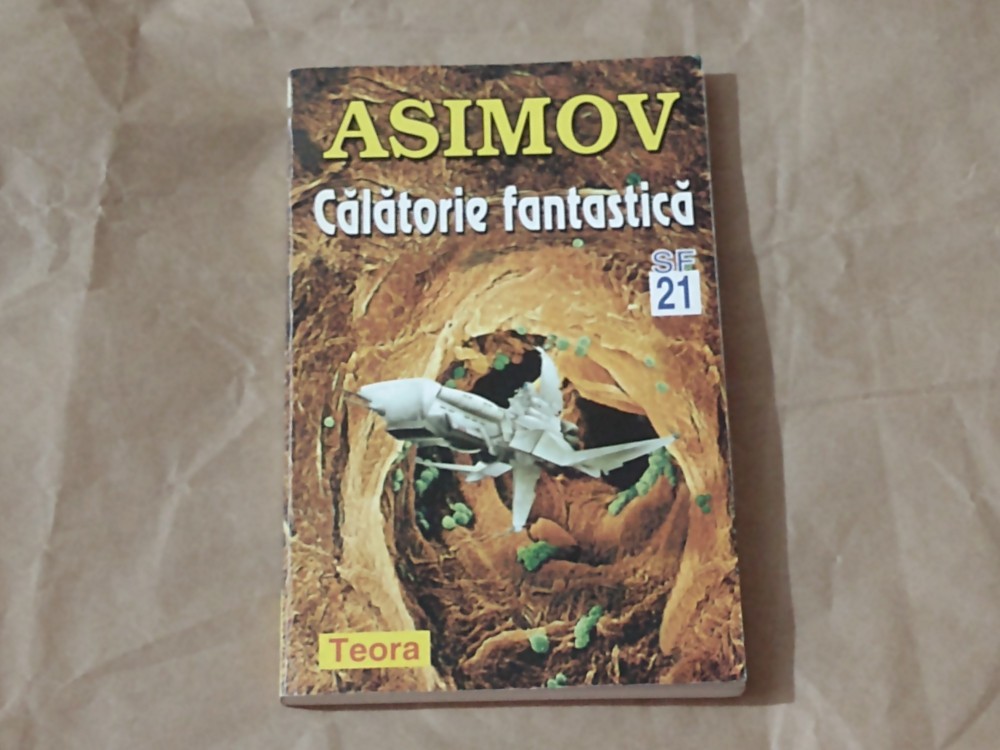 ASIMOV
Călătorie fantastică
SF
21
Teora